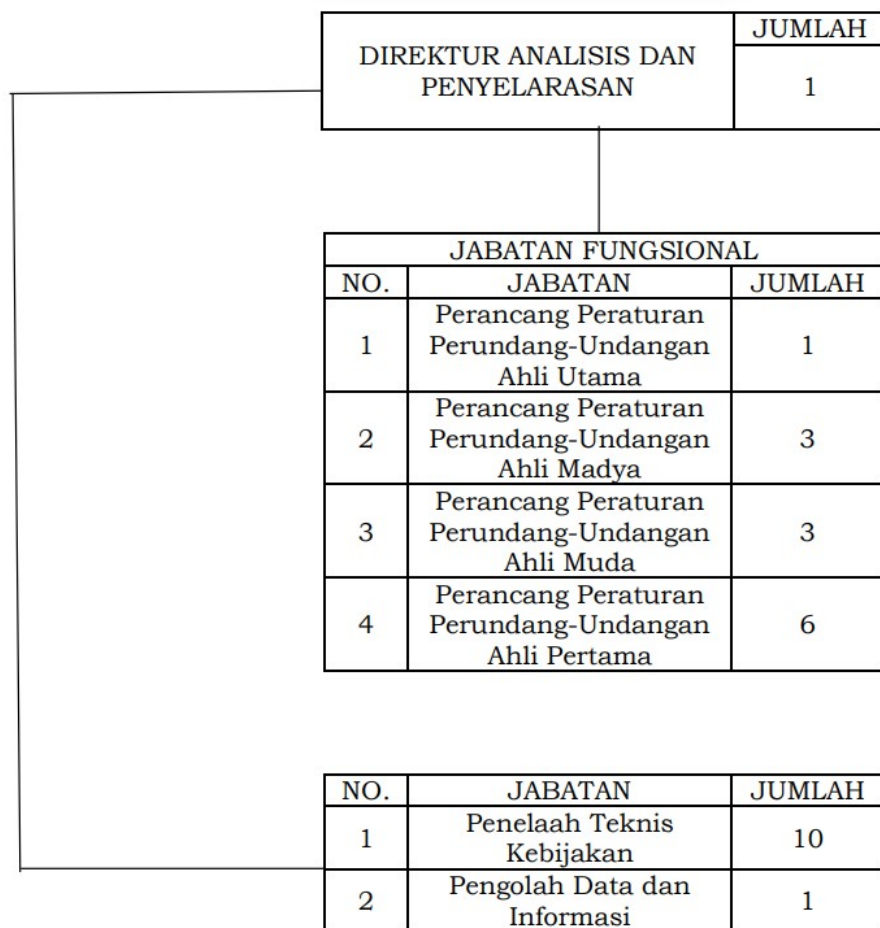 DIREKTUR ANALISIS DAN
PENYELARASAN
JUMLAH
1
JABATAN FUNGSIONAL
NO. JABATAN JUMLAH
1 Perancang Peraturan
Perundang-Undangan
Ahli Utama 1
2 Perancang Peraturan
Perundang-Undangan
Ahli Madya 3
3 Perancang Peraturan
Perundang-Undangan
Ahli Muda 3
4 Perancang Peraturan
Perundang-Undangan
Ahli Pertama 6
NO. JABATAN JUMLAH
1 Penelaah Teknis
Kebijakan 10
2 Pengolah Data dan
Informasi 1